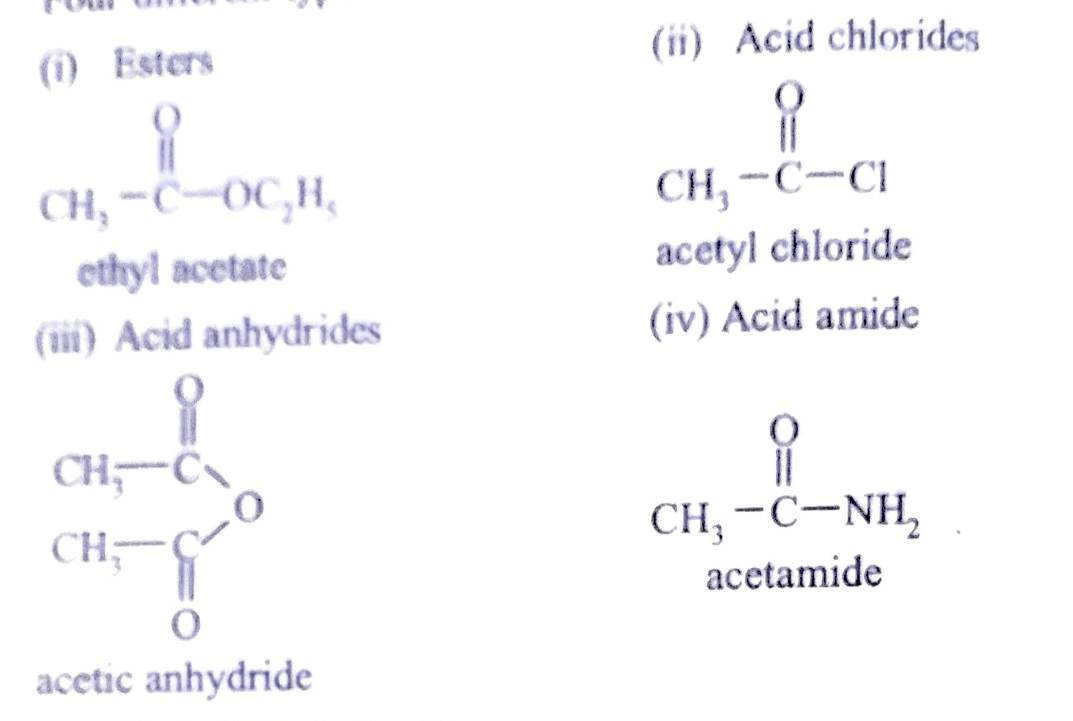 (i) Esters
O
||
CH₃ –C–OC₂H₅
ethyl acetate
(iii) Acid anhydrides
O
||
CH₃–C
O
CH₃–C
||
O
acetic anhydride
(ii) Acid chlorides
O
||
CH₃ –C–Cl
acetyl chloride
(iv) Acid amide
O
||
CH₃ –C–NH₂
acetamide